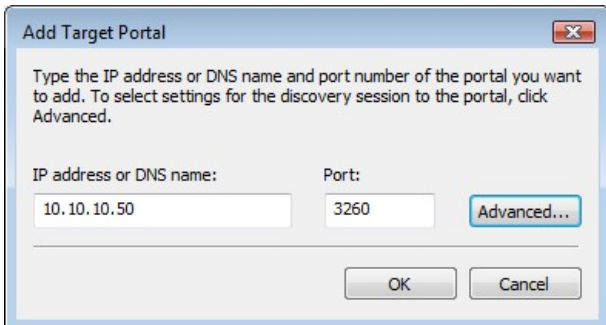 Add Target Portal
Type the IP address or DNS name and port number of the portal you want
to add. To select settings for the discovery session to the portal, click
Advanced.
IP address or DNS name:
Port:
10.10.10.50
3260
Advanced...
OK
Cancel